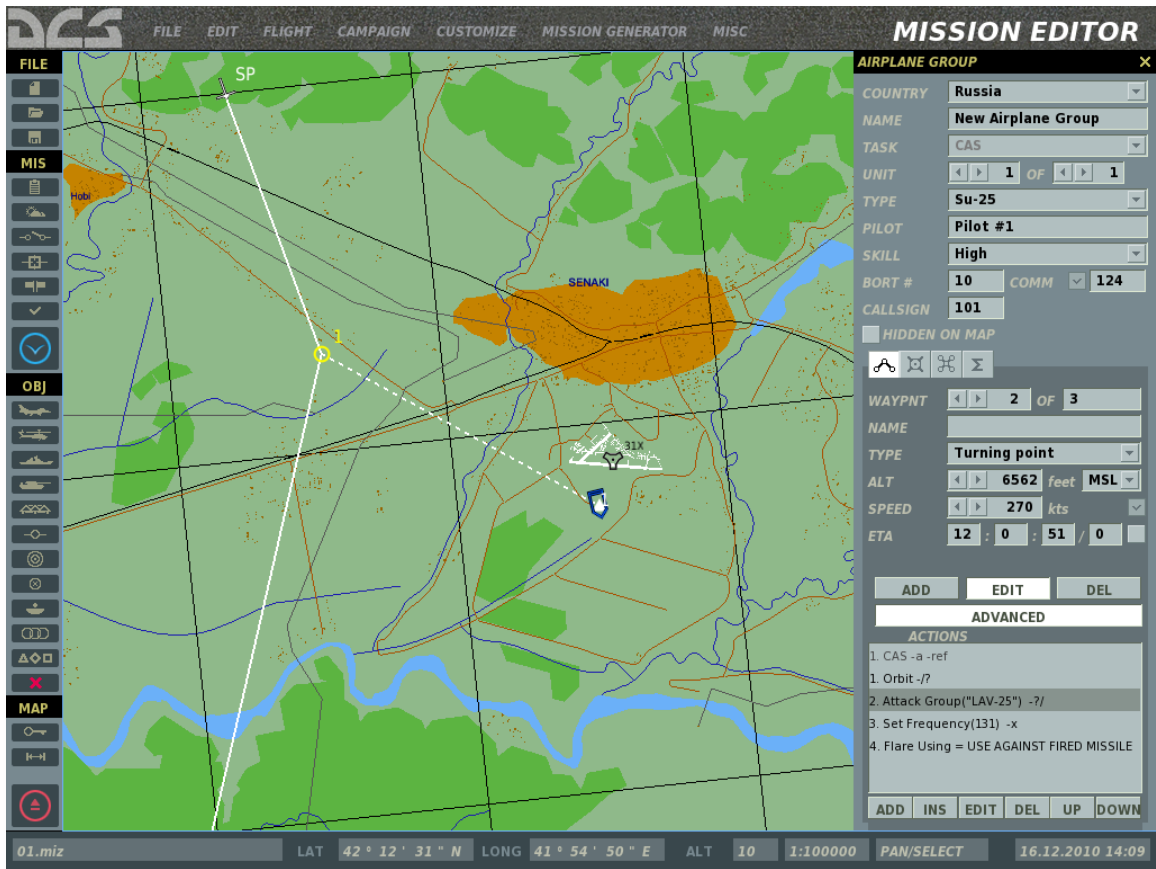 DCS
FILE EDIT FLIGHT CAMPAIGN CUSTOMIZE MISSION GENERATOR MISC
MISSION EDITOR
FILE
MIS
OBJ
MAP
SP
Hobi
1
SENAKI
31X
AIRPLANE GROUP
COUNTRY Russia
NAME New Airplane Group
TASK CAS
UNIT 1 OF 1
TYPE Su-25
PILOT Pilot #1
SKILL High
BORT # 10 COMM 124
CALLSIGN 101
HIDDEN ON MAP
Σ
WAYPNT 2 OF 3
NAME
TYPE Turning point
ALT 6562 feet MSL
SPEED 270 kts
ETA 12 : 0 : 51 / 0
ADD EDIT DEL
ADVANCED
ACTIONS
1. CAS -a -ref
1. Orbit -/?
2. Attack Group("LAV-25") -?/
3. Set Frequency(131) -x
4. Flare Using = USE AGAINST FIRED MISSILE
ADD INS EDIT DEL UP DOWN
01.miz LAT 42 ° 12 ' 31 " N LONG 41 ° 54 ' 50 " E ALT 10 1:100000 PAN/SELECT 16.12.2010 14:09